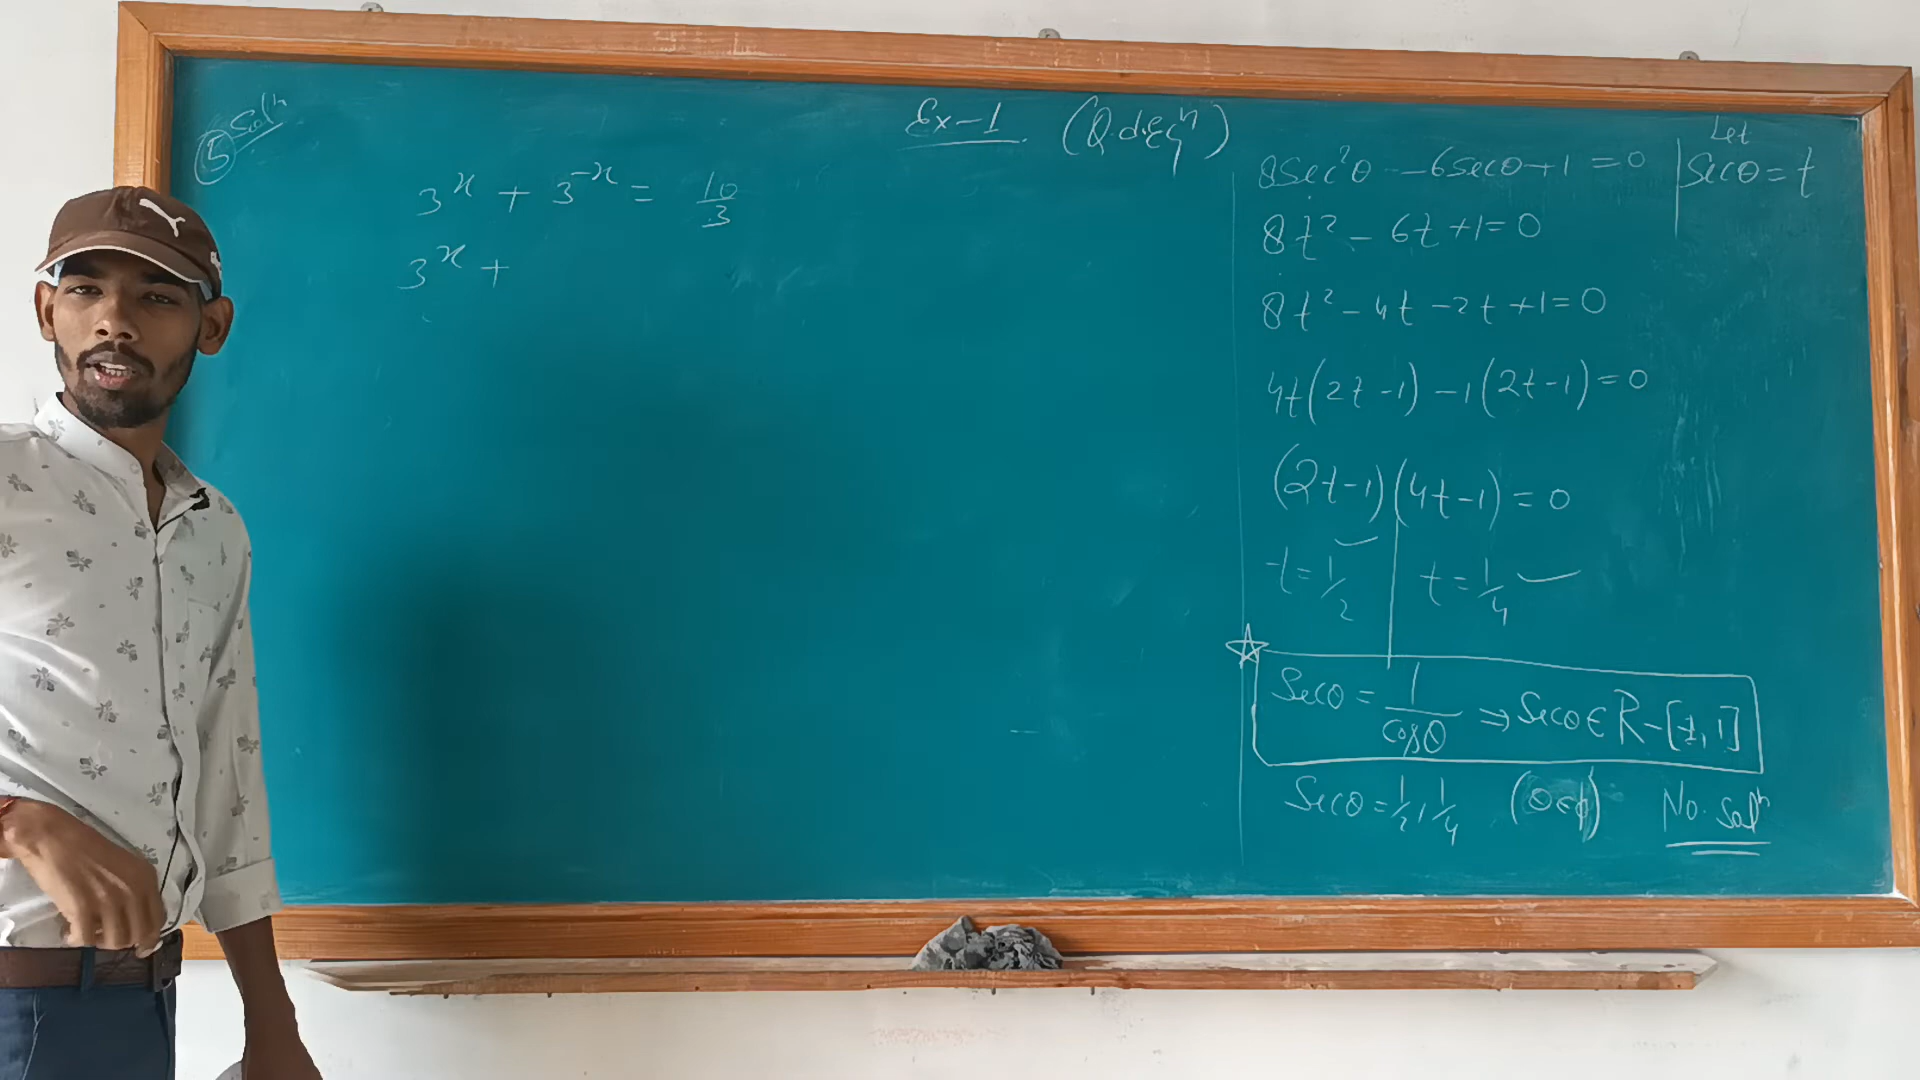 Ex-1 (Q.d.Eqⁿ)
⑤ Solⁿ
3ˣ + 3⁻ˣ = 10/3
3ˣ +
8Sec²θ - 6secθ + 1 = 0 | Let Secθ = t
8t² - 6t + 1 = 0
8t² - 4t - 2t + 1 = 0
4t(2t - 1) - 1(2t - 1) = 0
(2t - 1)(4t - 1) = 0
t = 1/2 | t = 1/4
Secθ = 1/cosθ ⇒ Secθ ∈ R - [-1, 1]
Secθ = 1/2, 1/4 (θ ∈ ϕ) No. Solⁿ